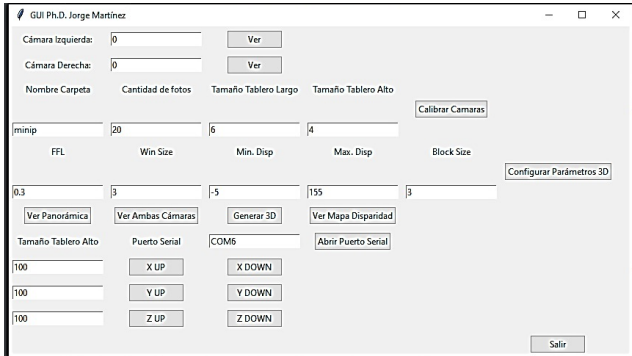 GUI Ph.D. Jorge Martínez
Cámara Izquierda: 0 Ver
Cámara Derecha: 0 Ver
Nombre Carpeta Cantidad de fotos Tamaño Tablero Largo Tamaño Tablero Alto
Calibrar Camaras
minip 20 6 4
FFL Win Size Min. Disp Max. Disp Block Size
Configurar Parámetros 3D
0.3 3 -5 155 3
Ver Panorámica Ver Ambas Cámaras Generar 3D Ver Mapa Disparidad
Tamaño Tablero Alto Puerto Serial COM6 Abrir Puerto Serial
100 X UP X DOWN
100 Y UP Y DOWN
100 Z UP Z DOWN
Salir